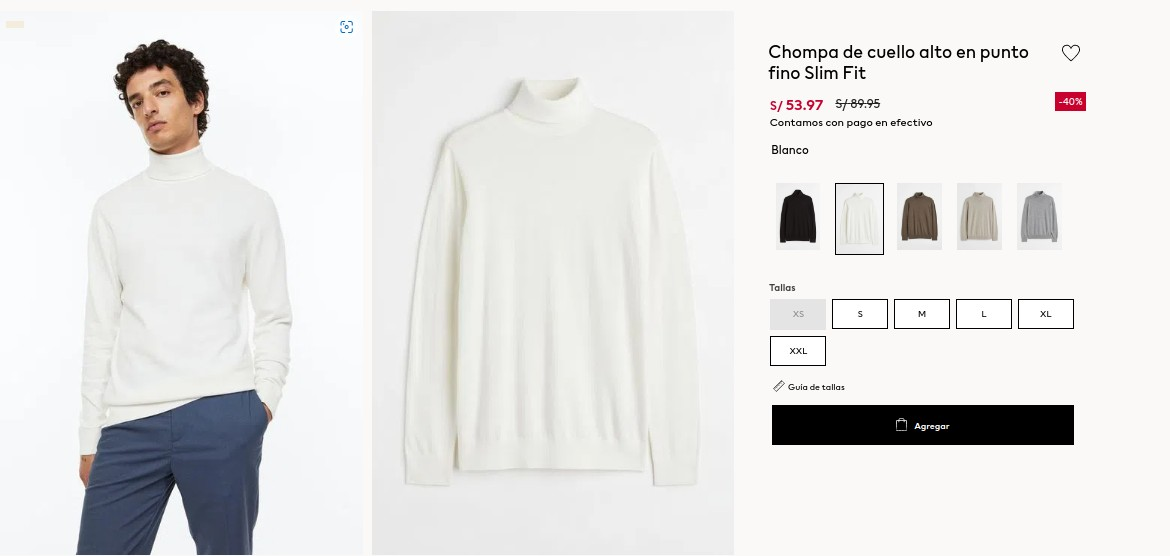 Chompa de cuello alto en punto
fino Slim Fit
S/ 53.97 S/ 89.95
-40%
Contamos con pago en efectivo
Blanco
Tallas
XS S M L XL
XXL
Guía de tallas
Agregar